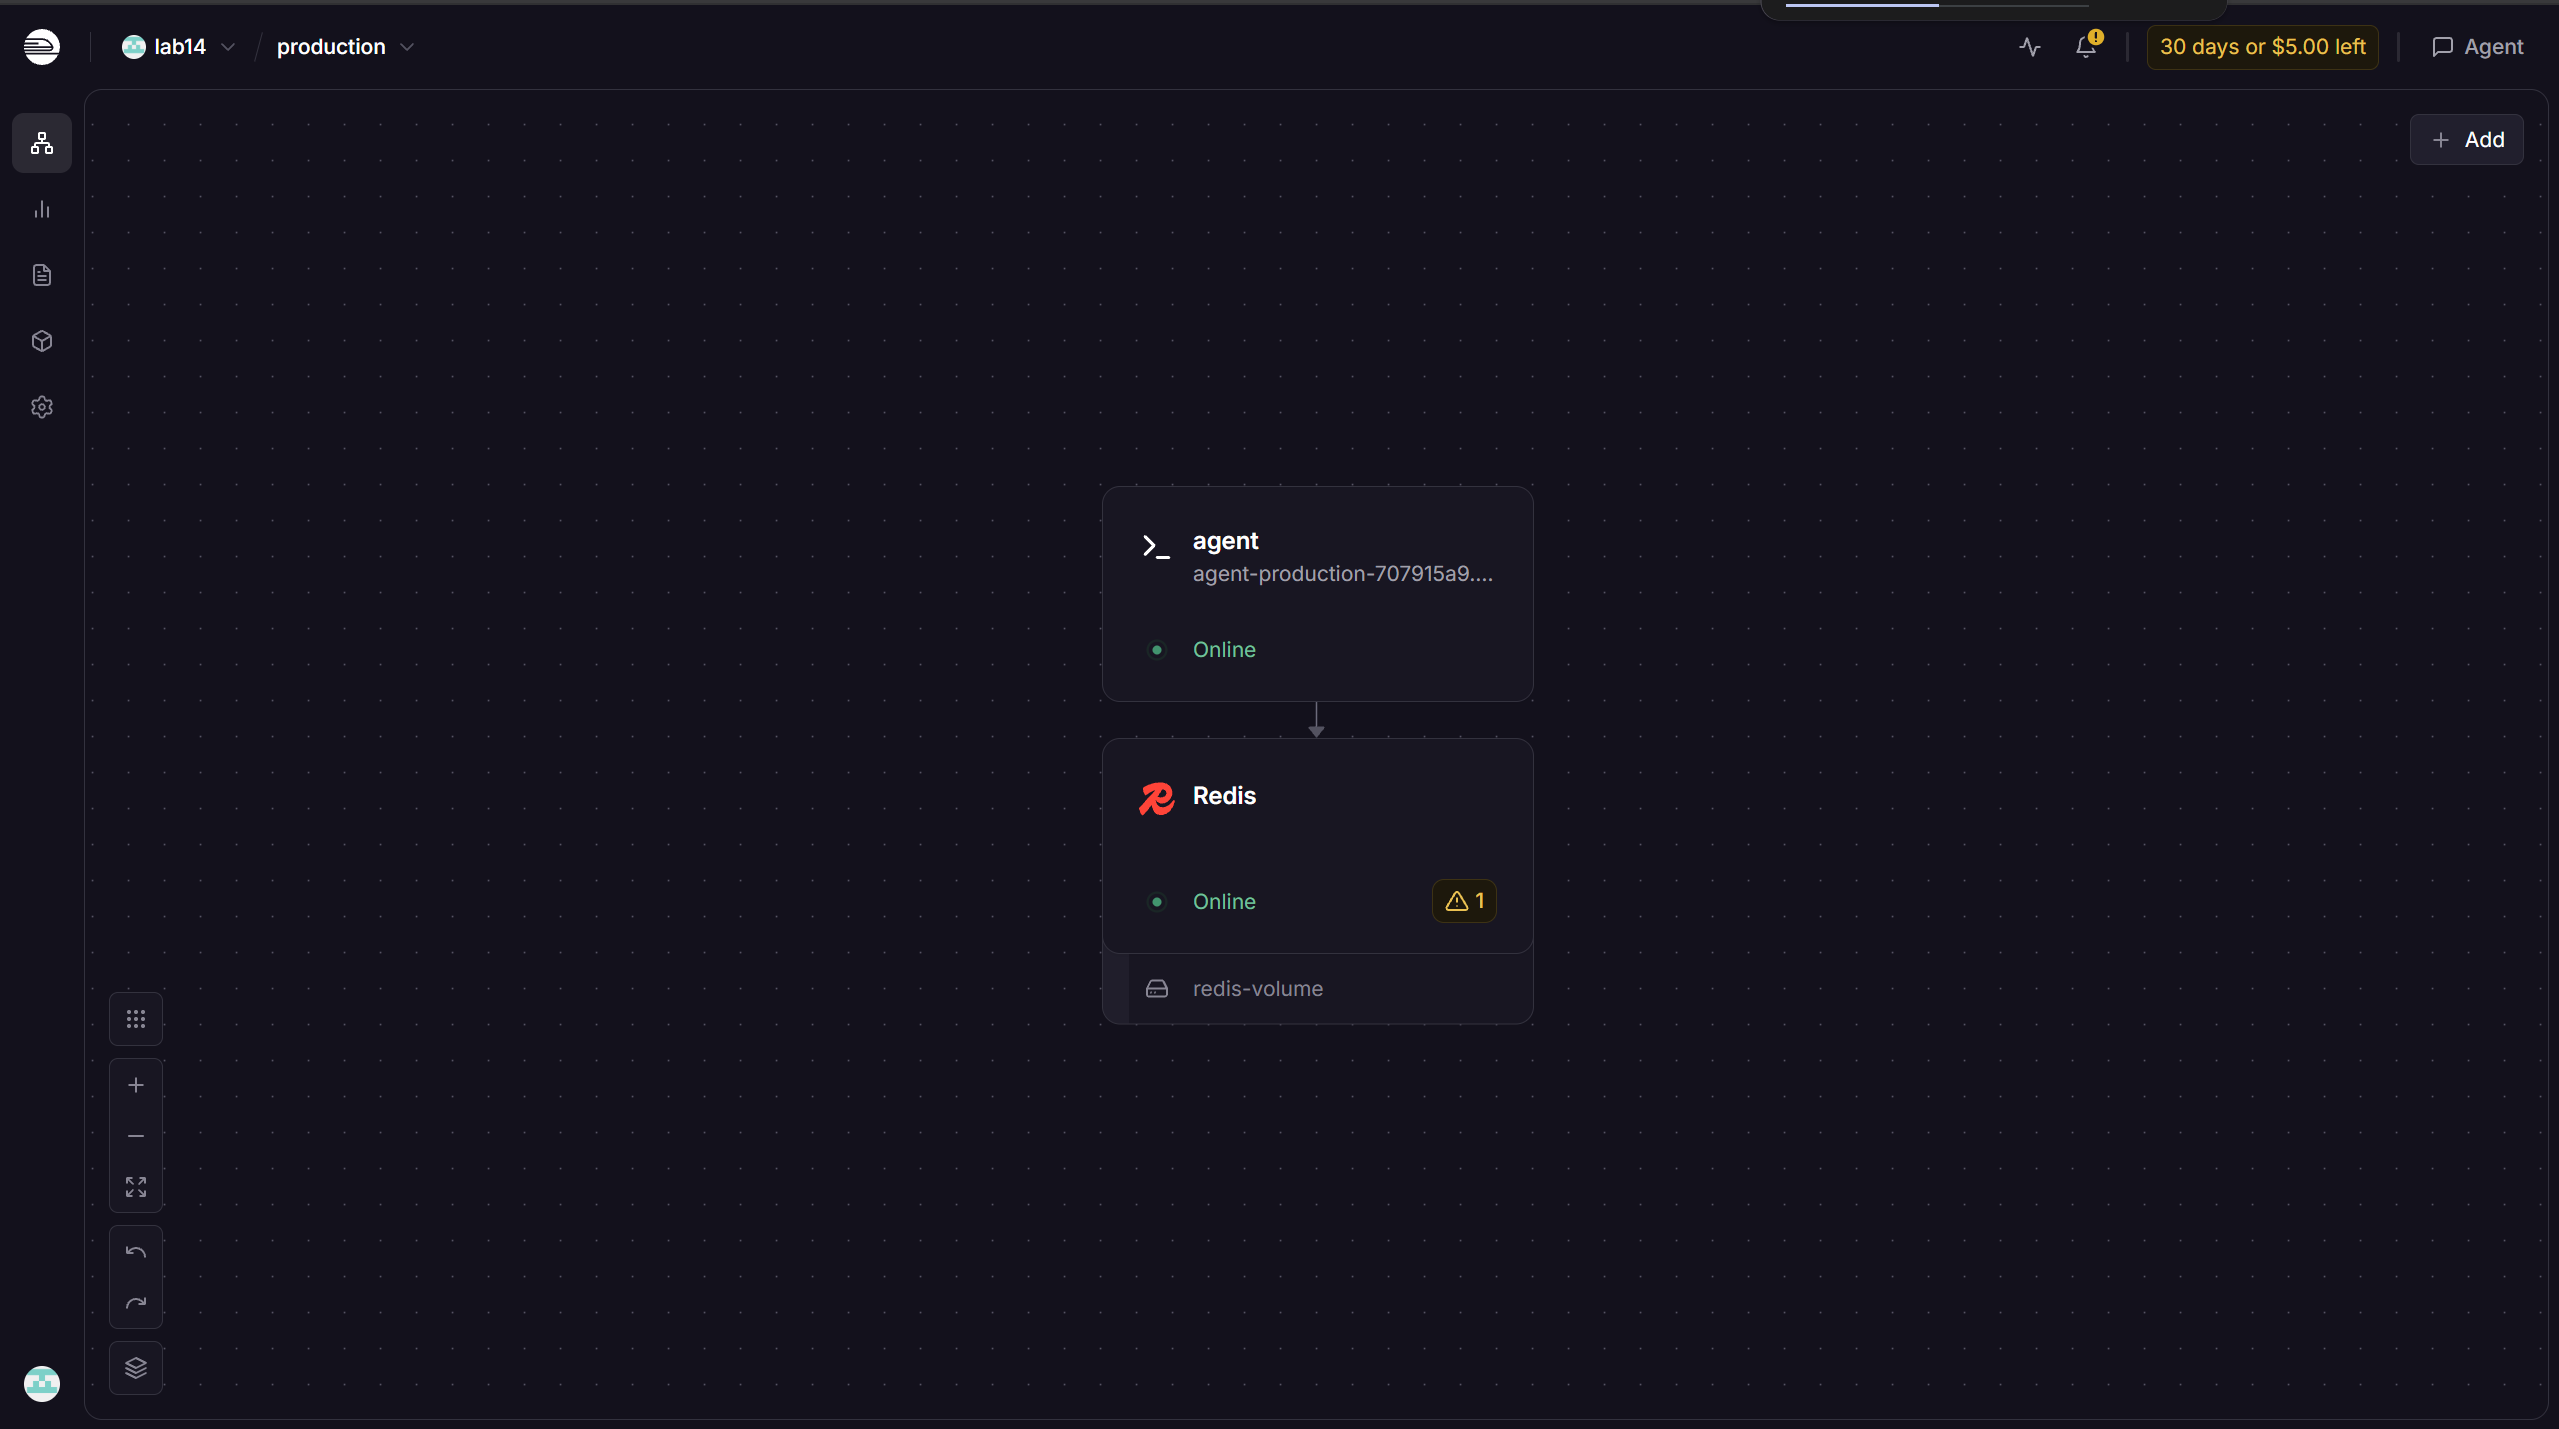 lab14
production
30 days or $5.00 left
Agent
Add
agent
agent-production-707915a9....
Online
Redis
Online
1
redis-volume